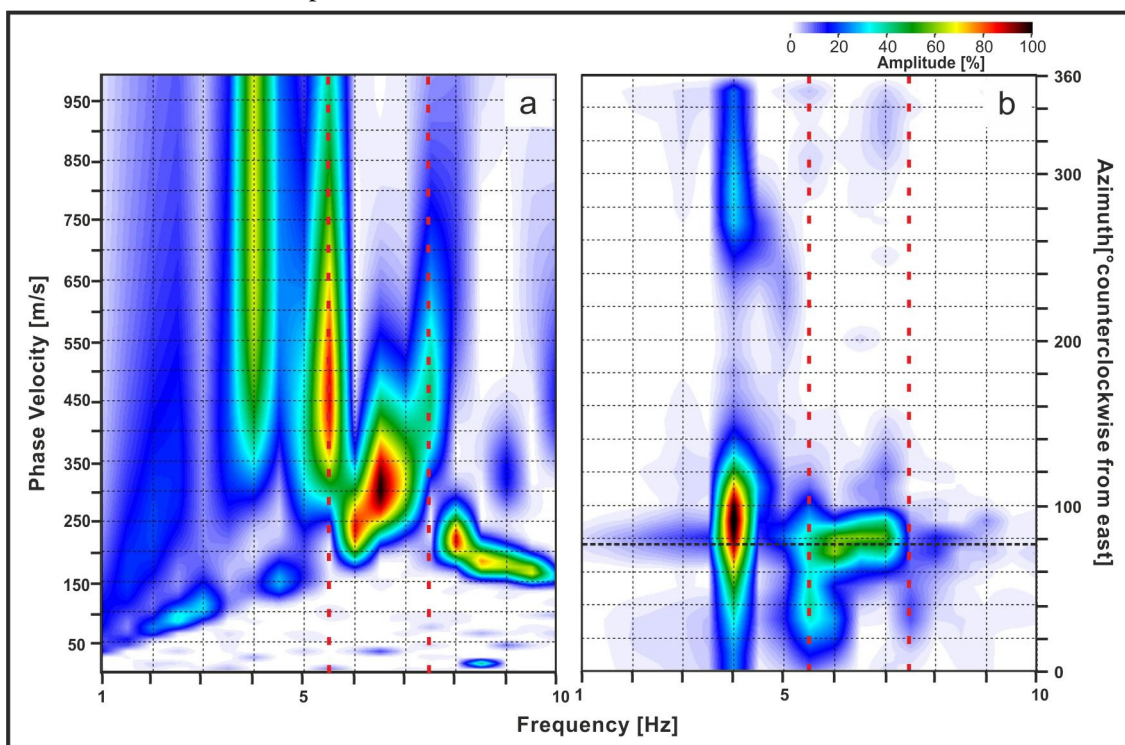 0 20 40 60 80 100
Amplitude [%]
a
b
950
850
750
650
550
450
350
250
150
50
Phase Velocity [m/s]
360
300
200
100
0
Azimuth[°counterclockwise from east]
1 5 10 1 5 10
Frequency [Hz]